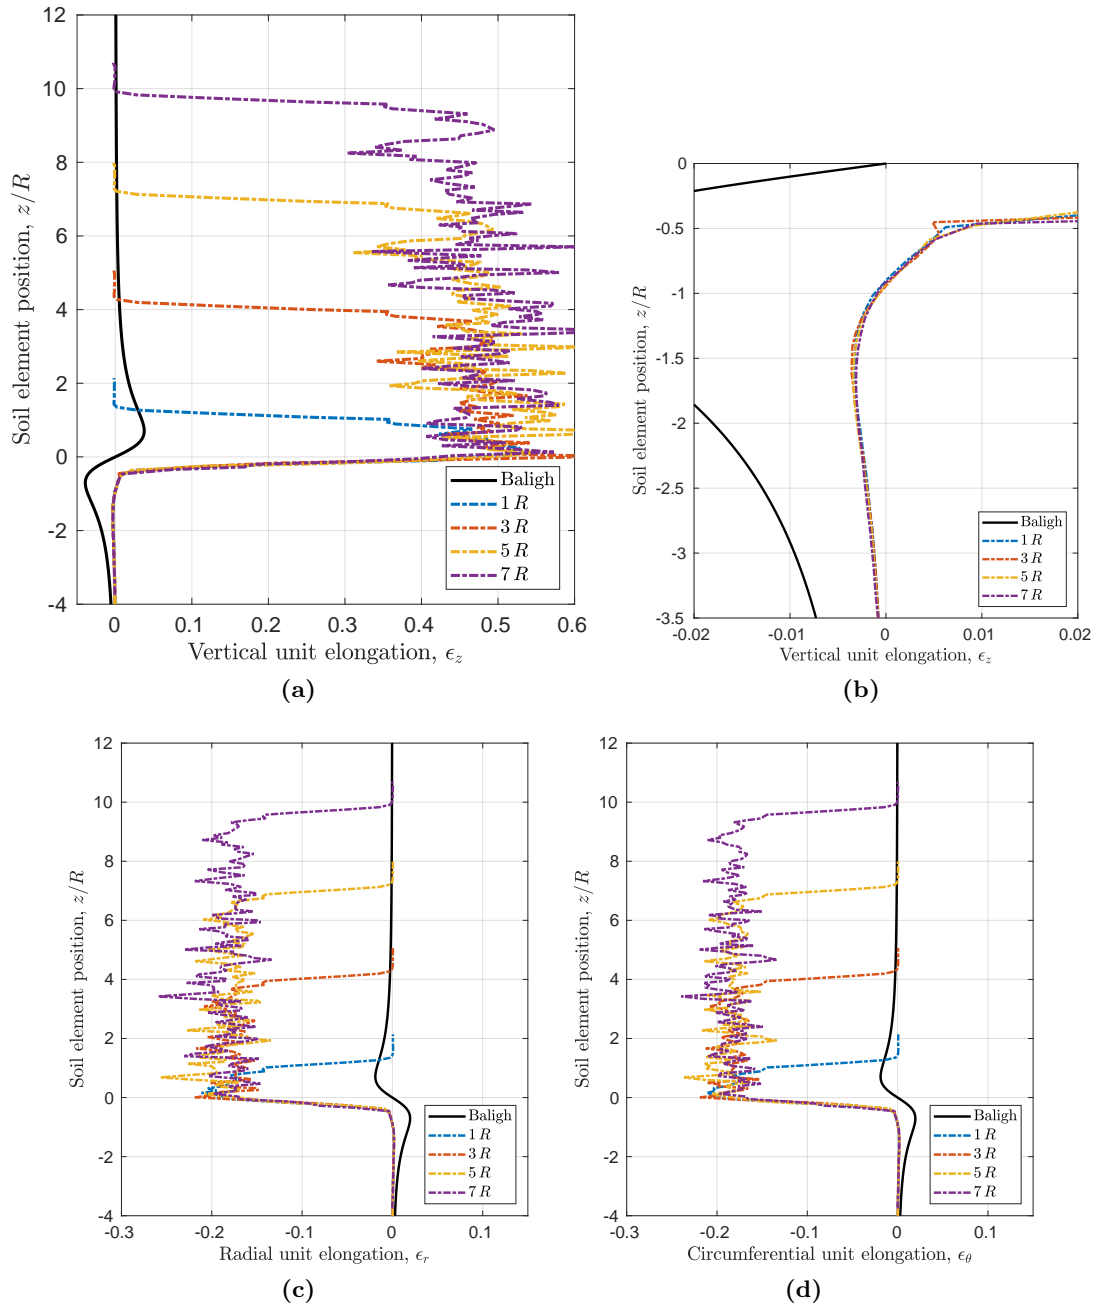 12
10
8
6
4
2
0
-2
-4
Soil element position, z/R
0
0.1
0.2
0.3
0.4
0.5
0.6
Vertical unit elongation, ϵz
Baligh
1 R
3 R
5 R
7 R
(a)
0
-0.5
-1
-1.5
-2
-2.5
-3
-3.5
Soil element position, z/R
-0.02
-0.01
0
0.01
0.02
Vertical unit elongation, ϵz
Baligh
1 R
3 R
5 R
7 R
(b)
12
10
8
6
4
2
0
-2
-4
Soil element position, z/R
-0.3
-0.2
-0.1
0
0.1
Radial unit elongation, ϵr
Baligh
1 R
3 R
5 R
7 R
(c)
12
10
8
6
4
2
0
-2
-4
Soil element position, z/R
-0.3
-0.2
-0.1
0
0.1
Circumferential unit elongation, ϵθ
Baligh
1 R
3 R
5 R
7 R
(d)